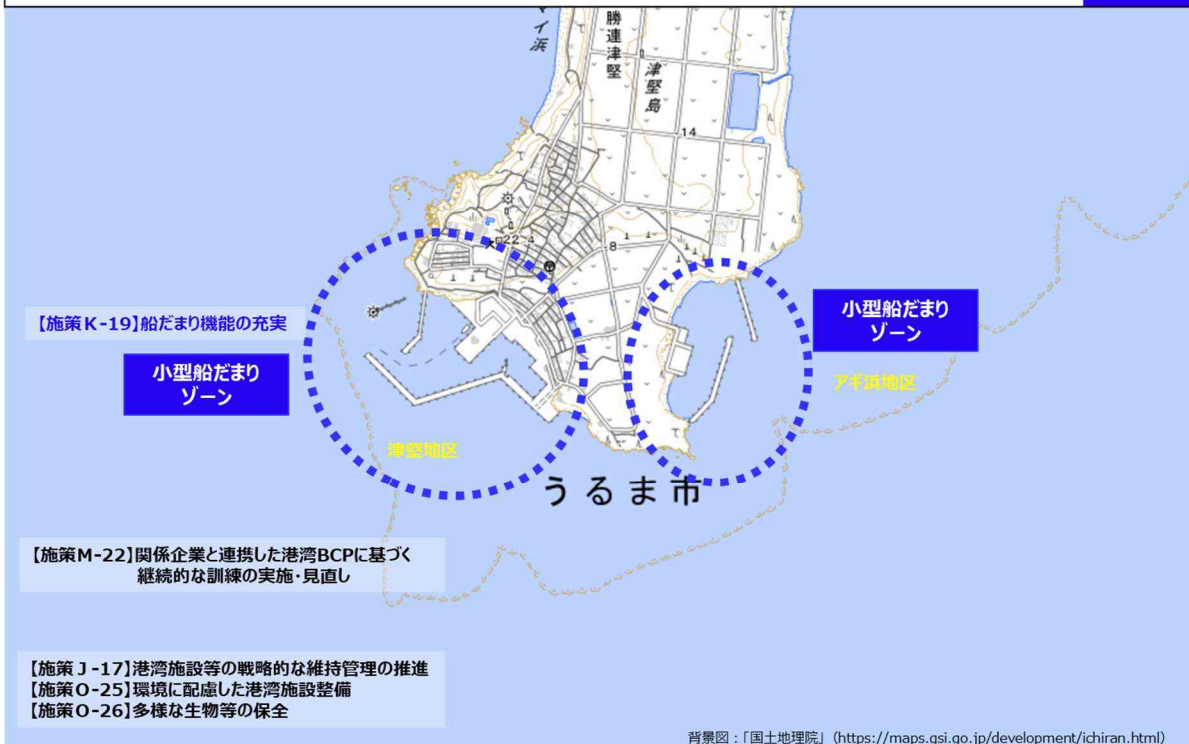 イ浜
勝連津堅
津堅島
14
22.4
8
【施策K-19】船だまり機能の充実
小型船だまり
ゾーン
小型船だまり
ゾーン
アギ浜地区
津堅地区
うるま市
【施策M-22】関係企業と連携した港湾BCPに基づく
継続的な訓練の実施・見直し
【施策J-17】港湾施設等の戦略的な維持管理の推進
【施策O-25】環境に配慮した港湾施設整備
【施策O-26】多様な生物等の保全
背景図：「国土地理院」（https://maps.gsi.go.jp/development/ichiran.html）